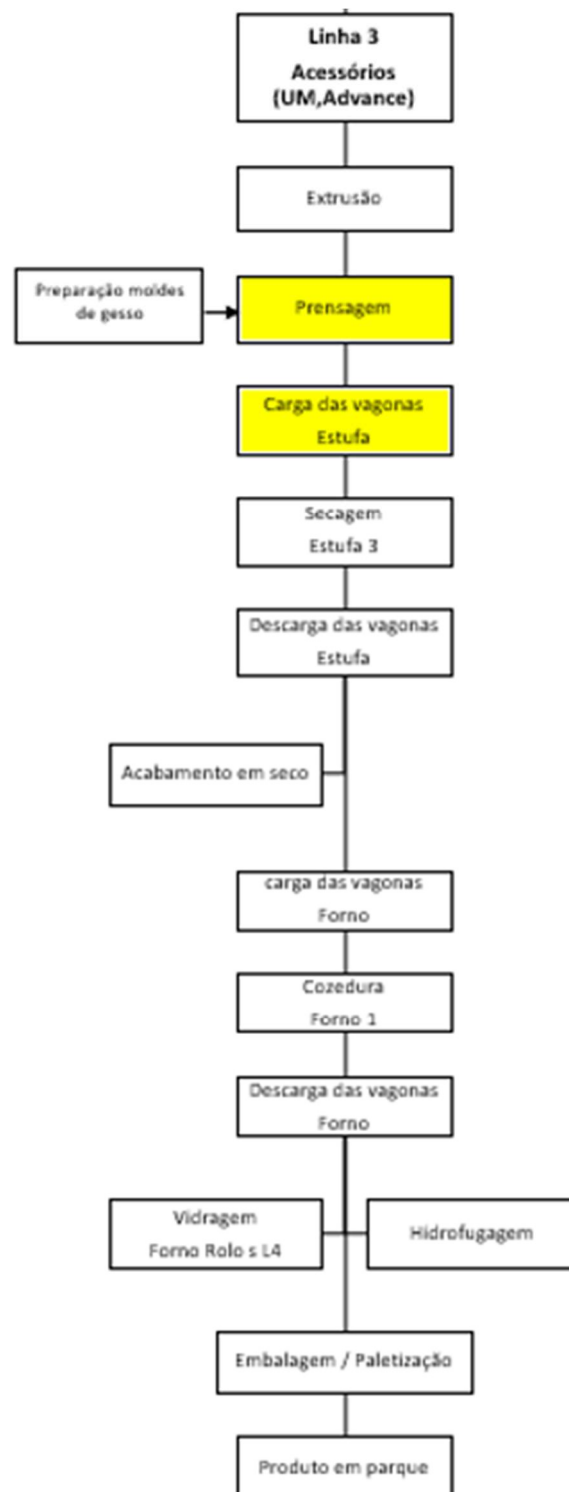 Linha 3
Acessórios
(UM,Advance)
Extrusão
Preparação moldes
de gesso
Prensagem
Carga das vagonas
Estufa
Secagem
Estufa 3
Descarga das vagonas
Estufa
Acabamento em seco
carga das vagonas
Forno
Cozedura
Forno 1
Descarga das vagonas
Forno
Vidragem
Forno Rolo s L4
Hidrofugagem
Embalagem / Paletização
Produto em parque